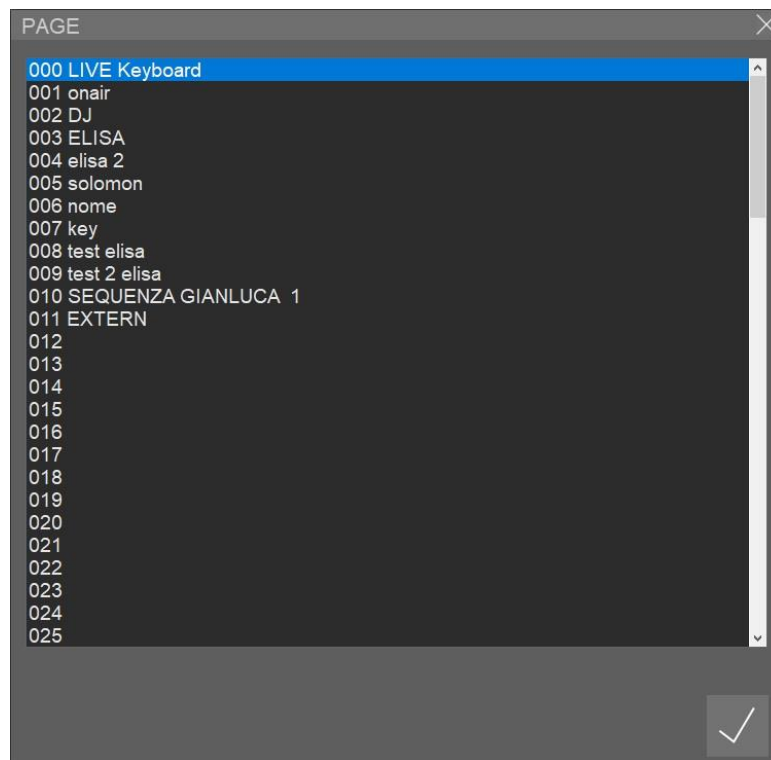 PAGE
000 LIVE Keyboard
001 onair
002 DJ
003 ELISA
004 elisa 2
005 solomon
006 nome
007 key
008 test elisa
009 test 2 elisa
010 SEQUENZA GIANLUCA  1
011 EXTERN
012
013
014
015
016
017
018
019
020
021
022
023
024
025